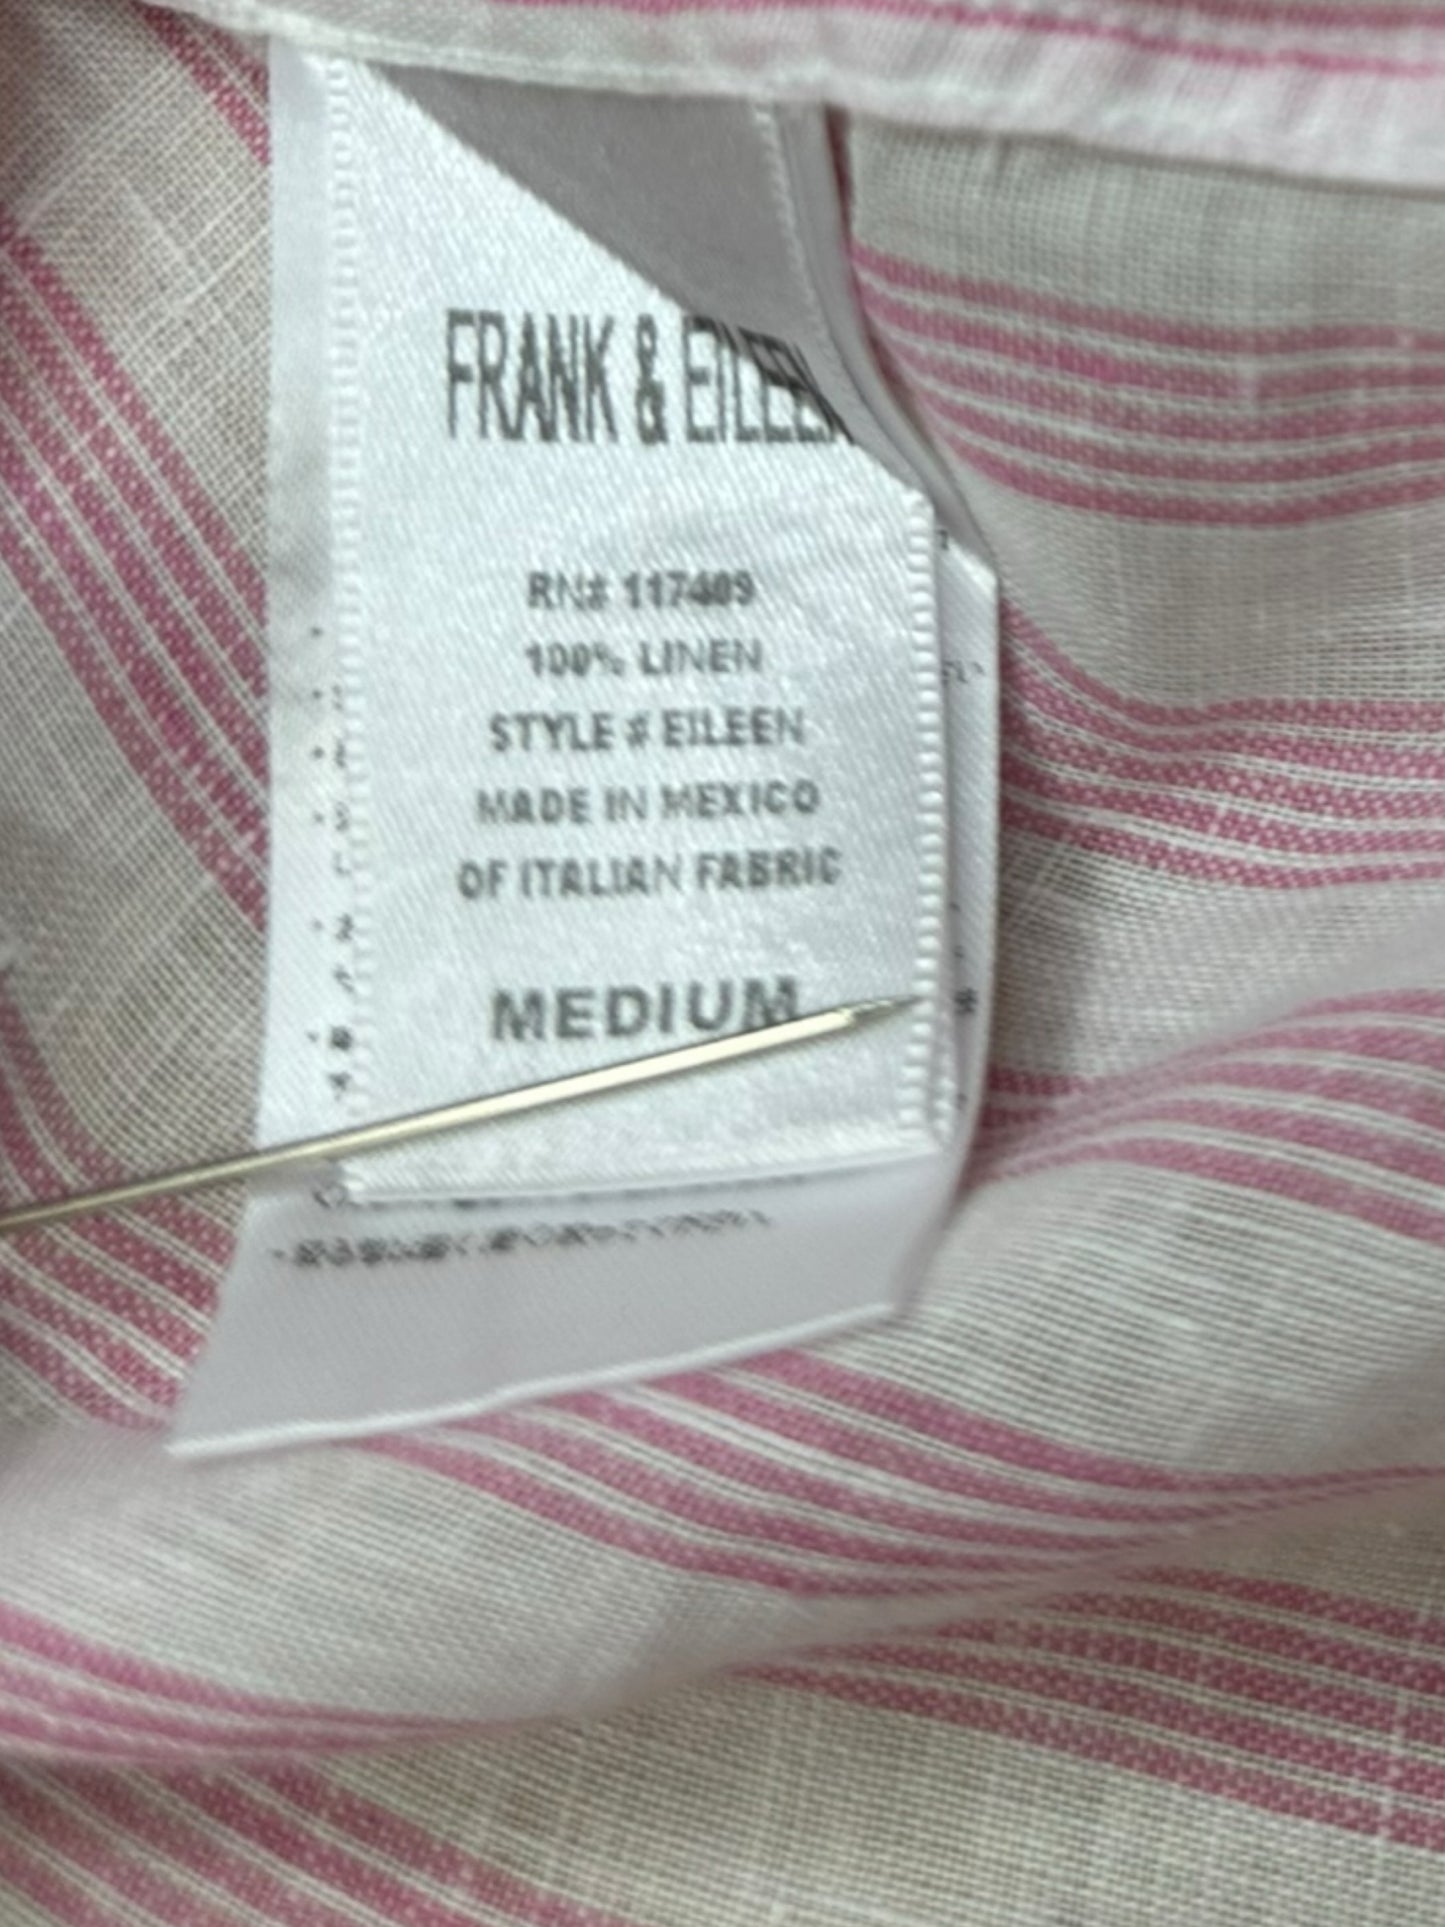 FRANK & EILEEN
RN# 117409
100% LINEN
STYLE # EILEEN
MADE IN MEXICO
OF ITALIAN FABRIC
MEDIUM